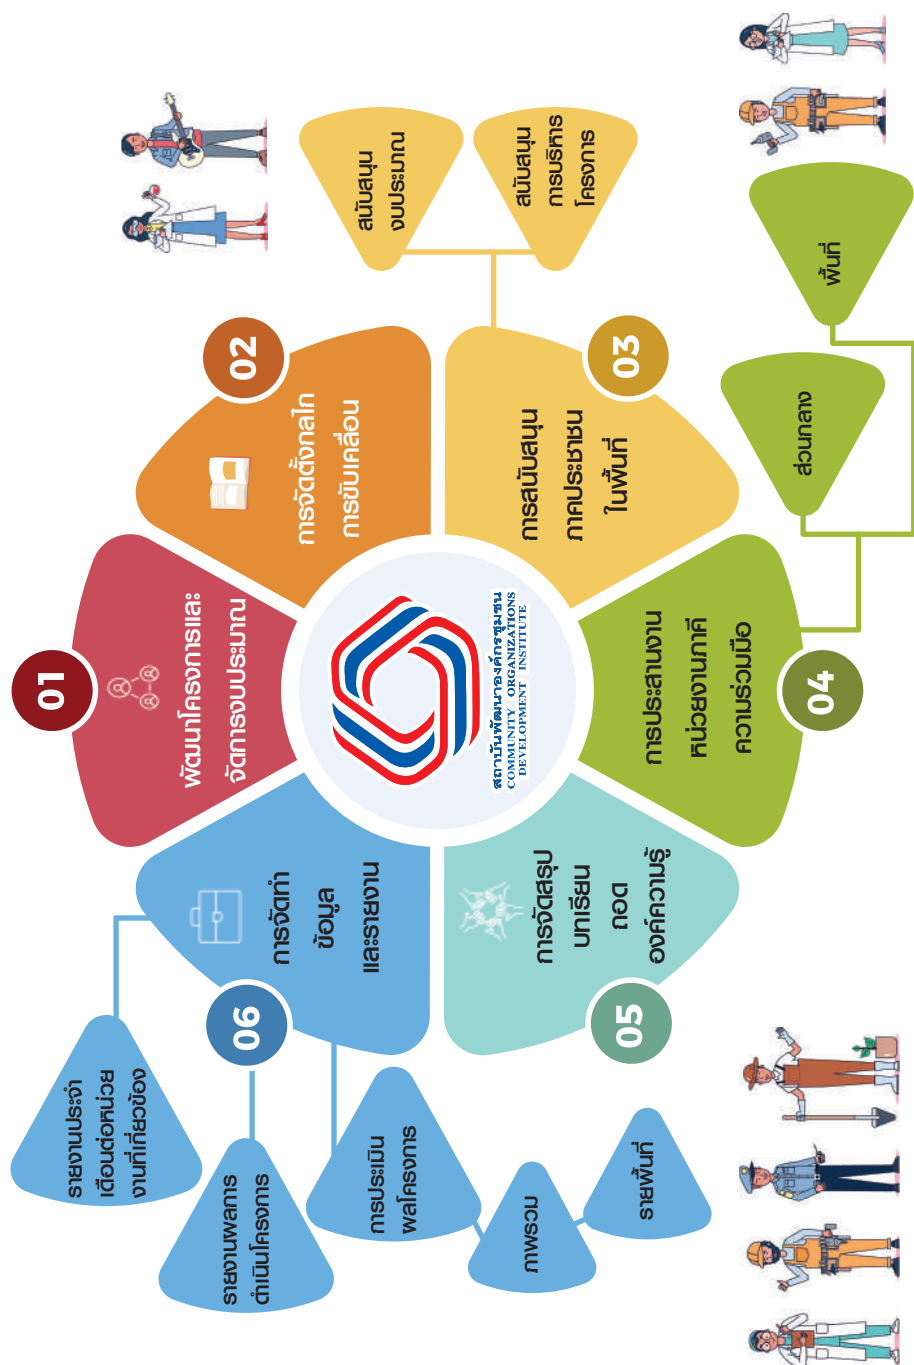 01
พัฒนาโครงการและ
จัดการงบประมาณ
02
การจัดตั้งกลไก
การขับเคลื่อน
03
การสนับสนุน
ภาคประชาชน
ในพื้นที่
สนับสนุน
งบประมาณ
สนับสนุน
การบริหาร
โครงการ
04
การประสานงาน
หน่วยงานภาคี
ความร่วมมือ
ส่วนกลาง
พื้นที่
05
การจัดสรุป
บทเรียน
ถอด
องค์ความรู้
06
การจัดทำ
ข้อมูล
และรายงาน
รายงานประจำ
เดือนต่อหน่วย
งานที่เกี่ยวข้อง
รายงานผลการ
ดำเนินโครงการ
การประเมิน
ผลโครงการ
ภาพรวม
รายพื้นที่
สถาบันพัฒนาองค์กรชุมชน
COMMUNITY ORGANIZATIONS
DEVELOPMENT INSTITUTE